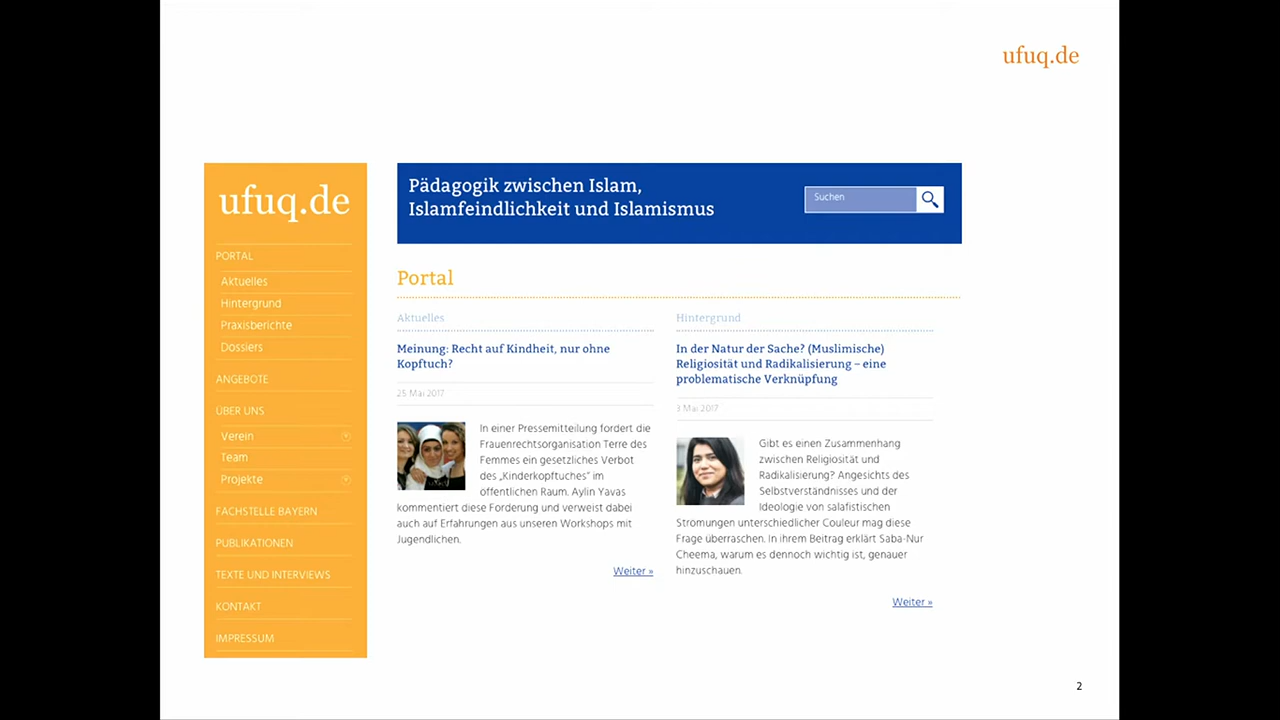 ufuq.de
ufuq.de
PORTAL
Aktuelles
Hintergrund
Praxisberichte
Dossiers
ANGEBOTE
ÜBER UNS
Verein
Team
Projekte
FACHSTELLE BAYERN
PUBLIKATIONEN
TEXTE UND INTERVIEWS
KONTAKT
IMPRESSUM
Pädagogik zwischen Islam,
Islamfeindlichkeit und Islamismus
Suchen
Portal
Aktuelles
Meinung: Recht auf Kindheit, nur ohne
Kopftuch?
25 Mai 2017
In einer Pressemitteilung fordert die
Frauenrechtsorganisation Terre des
Femmes ein gesetzliches Verbot
des „Kinderkopftuches“ im
öffentlichen Raum. Aylin Yavas
kommentiert diese Forderung und verweist dabei
auch auf Erfahrungen aus unseren Workshops mit
Jugendlichen.
Weiter »
Hintergrund
In der Natur der Sache? (Muslimische)
Religiosität und Radikalisierung – eine
problematische Verknüpfung
3 Mai 2017
Gibt es einen Zusammenhang
zwischen Religiosität und
Radikalisierung? Angesichts des
Selbstverständnisses und der
Ideologie von salafistischen
Strömungen unterschiedlicher Couleur mag diese
Frage überraschen. In ihrem Beitrag erklärt Saba-Nur
Cheema, warum es dennoch wichtig ist, genauer
hinzuschauen.
Weiter »
2